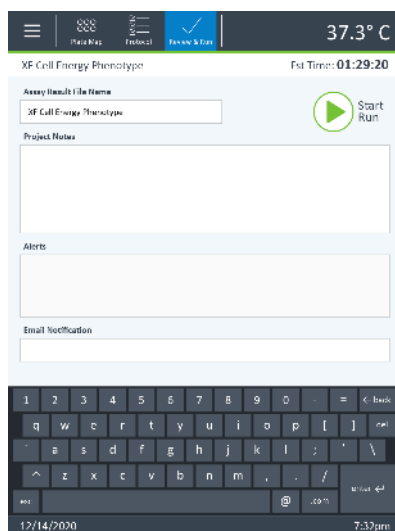 Plate Map Protocol Review & Run 37.3° C
XF Cell Energy Phenotype Est Time: 01:29:20
Assay Result File Name
XF Cell Energy Phenotype
Start
Run
Project Notes
Alerts
Email Notification
1 2 3 4 5 6 7 8 9 0 - = back
q w e r t y u i o p [ ] del
a s d f g h j k l ; ' \
^ z x c v b n m , . / enter
@ .com
12/14/2020 7:32pm